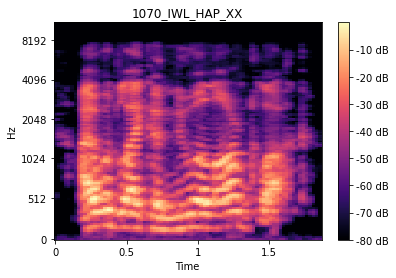 1070_IWL_HAP_XX
8192
4096
2048
1024
512
0
Hz
0
0.5
1
1.5
Time
-10 dB
-20 dB
-30 dB
-40 dB
-50 dB
-60 dB
-70 dB
-80 dB